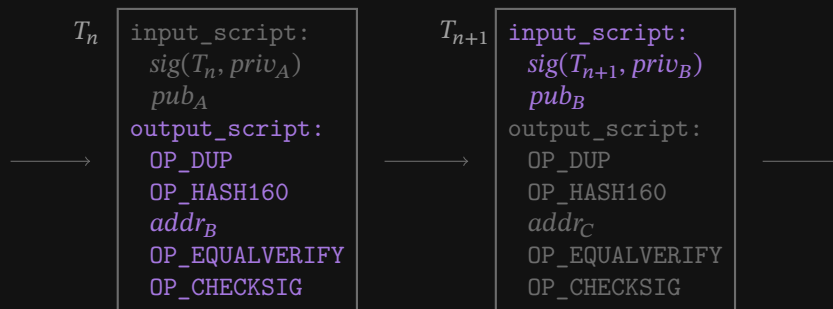 T_n
input_script:
sig(T_n, priv_A)
pub_A
output_script:
OP_DUP
OP_HASH160
addr_B
OP_EQUALVERIFY
OP_CHECKSIG
T_{n+1}
input_script:
sig(T_{n+1}, priv_B)
pub_B
output_script:
OP_DUP
OP_HASH160
addr_C
OP_EQUALVERIFY
OP_CHECKSIG